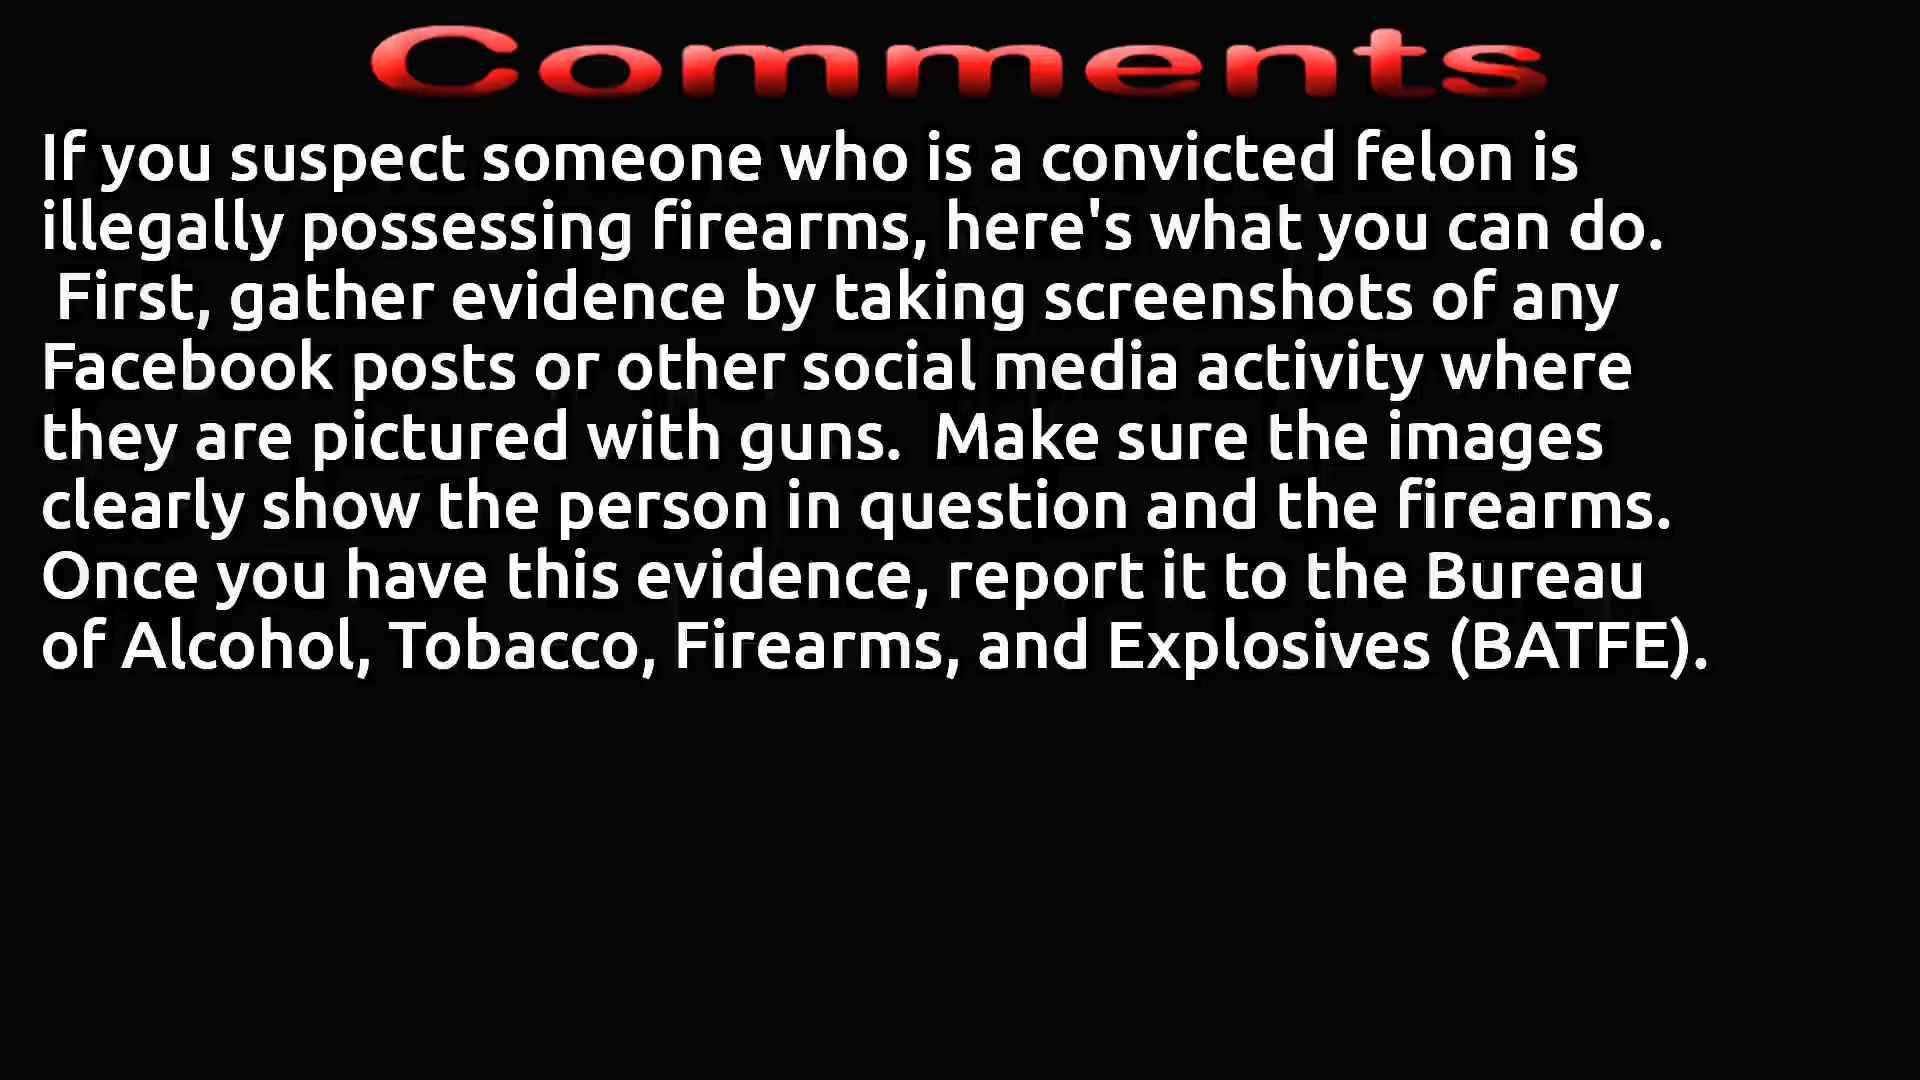 Comments
If you suspect someone who is a convicted felon is
illegally possessing firearms, here's what you can do.
First, gather evidence by taking screenshots of any
Facebook posts or other social media activity where
they are pictured with guns.  Make sure the images
clearly show the person in question and the firearms.
Once you have this evidence, report it to the Bureau
of Alcohol, Tobacco, Firearms, and Explosives (BATFE).